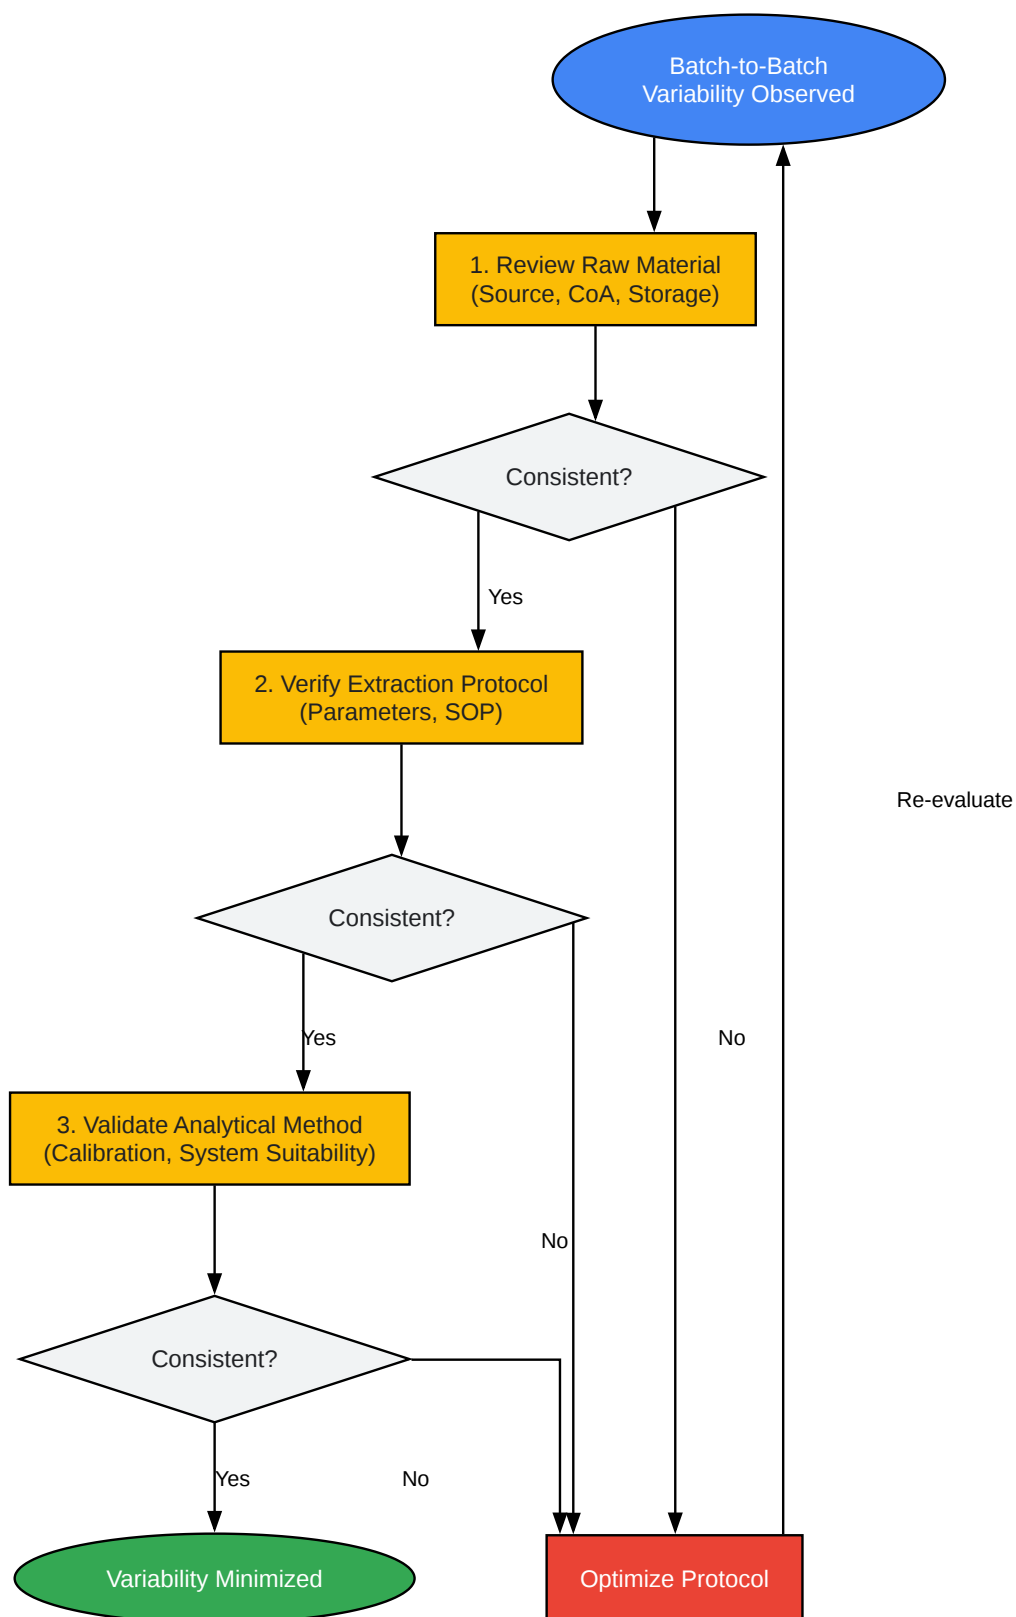 Batch-to-Batch
Variability Observed
1. Review Raw Material
(Source, CoA, Storage)
Consistent?
Yes
2. Verify Extraction Protocol
(Parameters, SOP)
Re-evaluate
Consistent?
Yes
No
3. Validate Analytical Method
(Calibration, System Suitability)
No
Consistent?
Yes
No
Variability Minimized
Optimize Protocol